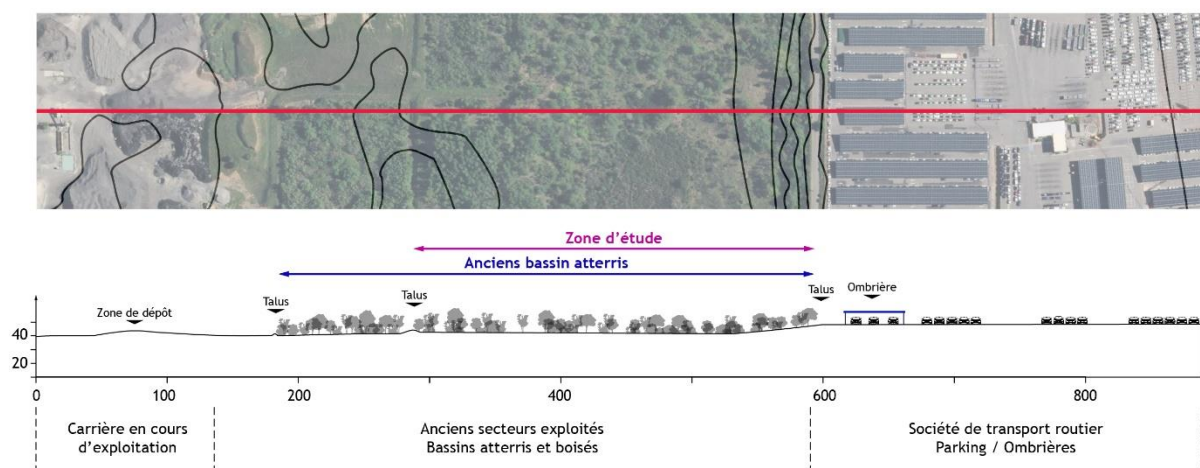 Zone d'étude
Anciens bassin atterris
Zone de dépôt
Talus
Talus
Talus
Ombrière
40
20
0
100
200
400
600
800
Carrière en cours
d'exploitation
Anciens secteurs exploités
Bassins atterris et boisés
Société de transport routier
Parking / Ombrières